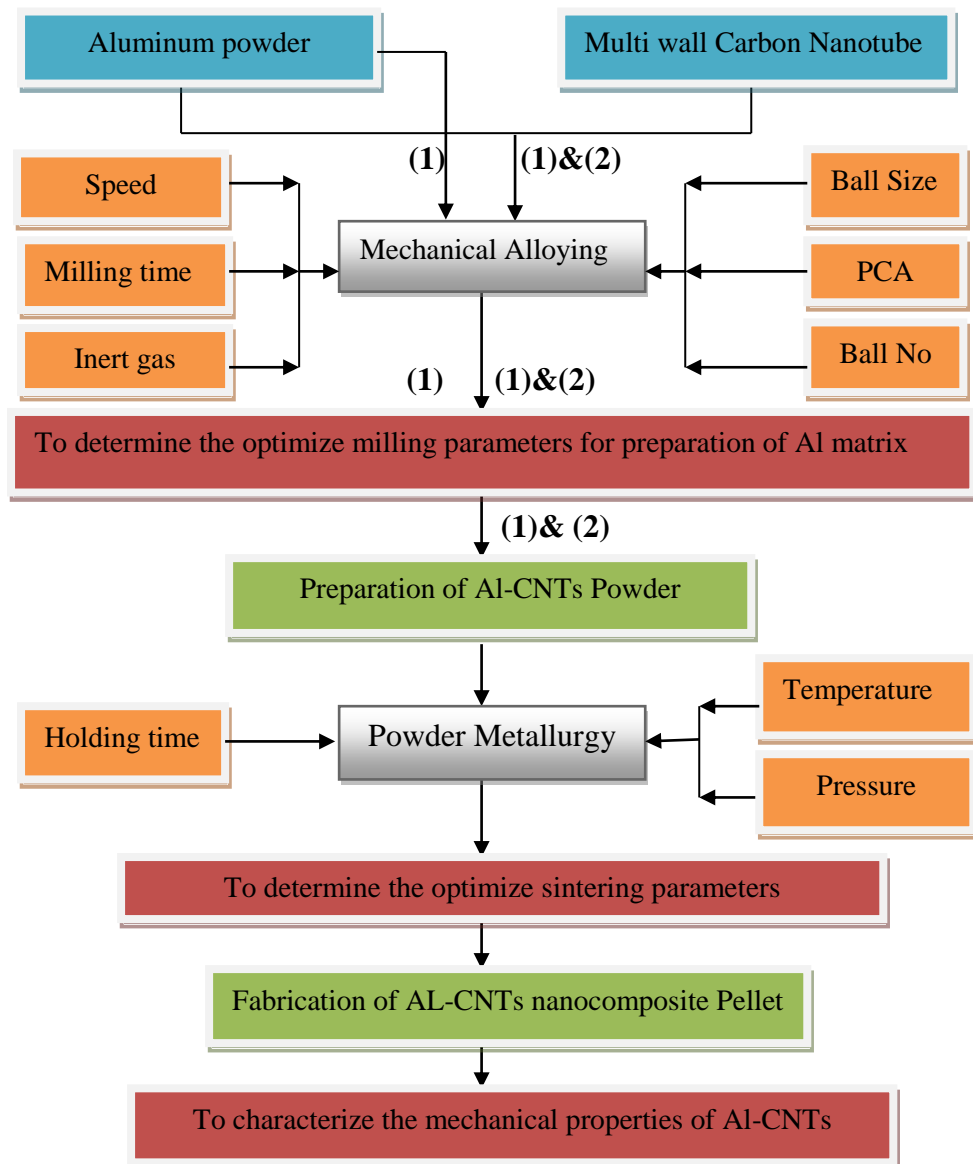 Aluminum powder
Multi wall Carbon Nanotube
(1)
(1)&(2)
Speed
Ball Size
Mechanical Alloying
Milling time
PCA
Inert gas
Ball No
(1)
(1)&(2)
To determine the optimize milling parameters for preparation of Al matrix
(1)& (2)
Preparation of Al-CNTs Powder
Temperature
Holding time
Powder Metallurgy
Pressure
To determine the optimize sintering parameters
Fabrication of AL-CNTs nanocomposite Pellet
To characterize the mechanical properties of Al-CNTs